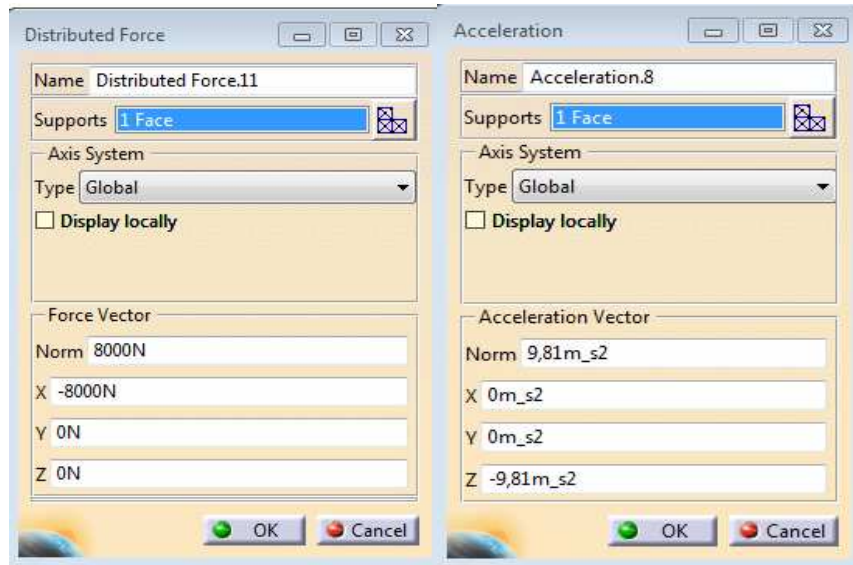 Distributed Force
Name Distributed Force.11
Supports 1 Face
Axis System
Type Global
Display locally
Force Vector
Norm 8000N
X -8000N
Y 0N
Z 0N
OK Cancel
Acceleration
Name Acceleration.8
Supports 1 Face
Axis System
Type Global
Display locally
Acceleration Vector
Norm 9,81m_s2
X 0m_s2
Y 0m_s2
Z -9,81m_s2
OK Cancel